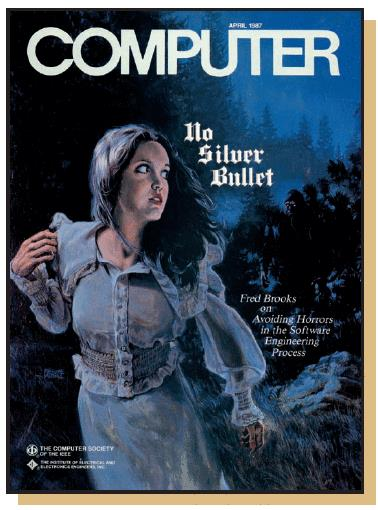 APRIL 1987
COMPUTER
No
Silver
Bullet
Fred Brooks
on
Avoiding Horrors
in the Software
Engineering
Process
THE COMPUTER SOCIETY
OF THE IEEE
THE INSTITUTE OF ELECTRICAL AND
ELECTRONICS ENGINEERS, INC.